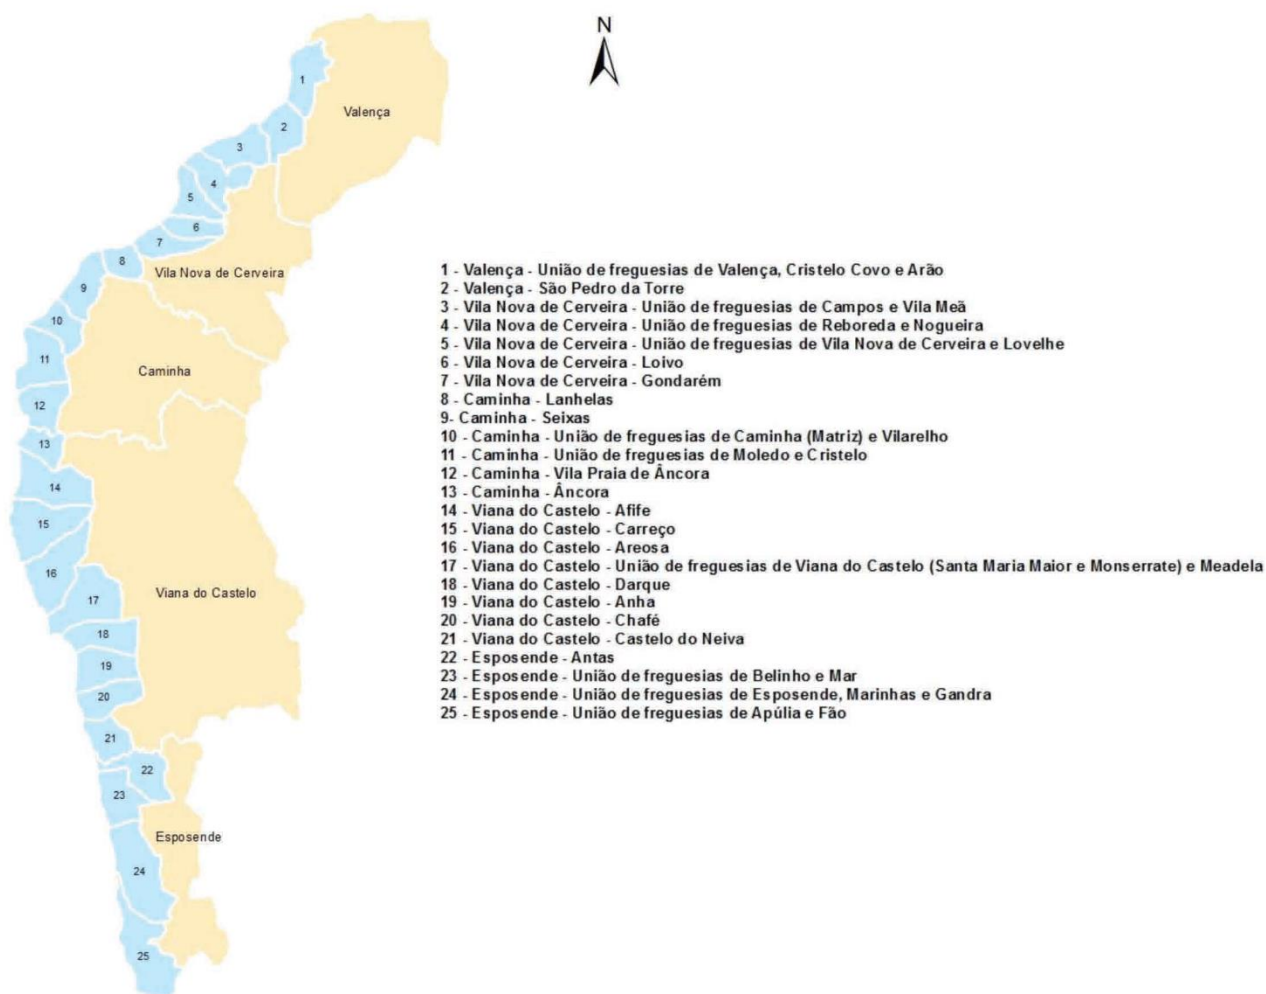 N
1
Valença
2
3
4
5
6
7
8
Vila Nova de Cerveira
9
10
11
Caminha
12
13
14
15
16
Viana do Castelo
17
18
19
20
21
22
23
Esposende
24
25
1 - Valença - União de freguesias de Valença, Cristelo Covo e Arão
2 - Valença - São Pedro da Torre
3 - Vila Nova de Cerveira - União de freguesias de Campos e Vila Meã
4 - Vila Nova de Cerveira - União de freguesias de Reboreda e Nogueira
5 - Vila Nova de Cerveira - União de freguesias de Vila Nova de Cerveira e Lovelhe
6 - Vila Nova de Cerveira - Loivo
7 - Vila Nova de Cerveira - Gondarém
8 - Caminha - Lanhelas
9- Caminha - Seixas
10 - Caminha - União de freguesias de Caminha (Matriz) e Vilarelho
11 - Caminha - União de freguesias de Moledo e Cristelo
12 - Caminha - Vila Praia de Âncora
13 - Caminha - Âncora
14 - Viana do Castelo - Afife
15 - Viana do Castelo - Carreço
16 - Viana do Castelo - Areosa
17 - Viana do Castelo - União de freguesias de Viana do Castelo (Santa Maria Maior e Monserrate) e Meadela
18 - Viana do Castelo - Darque
19 - Viana do Castelo - Anha
20 - Viana do Castelo - Chafé
21 - Viana do Castelo - Castelo do Neiva
22 - Esposende - Antas
23 - Esposende - União de freguesias de Belinho e Mar
24 - Esposende - União de freguesias de Esposende, Marinhas e Gandra
25 - Esposende - União de freguesias de Apúlia e Fão